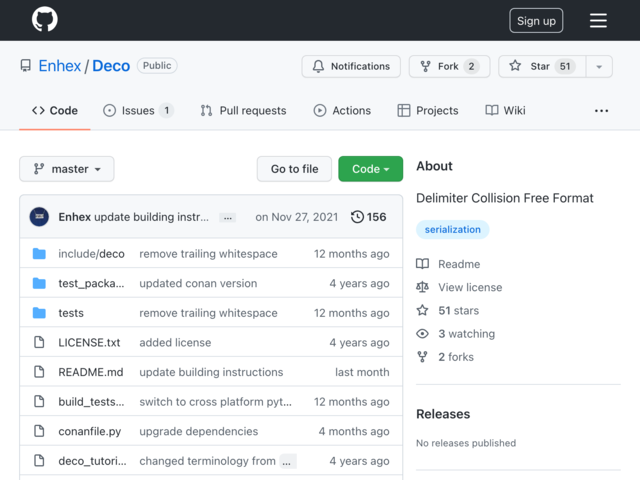 Sign up
Enhex / Deco Public
Notifications
Fork 2
Star 51
Code
Issues 1
Pull requests
Actions
Projects
Wiki
master
Go to file
Code
Enhex update building instr... ... on Nov 27, 2021 156
include/deco remove trailing whitespace 12 months ago
test_packa... updated conan version 4 years ago
tests remove trailing whitespace 12 months ago
LICENSE.txt added license 4 years ago
README.md update building instructions last month
build_tests... switch to cross platform pyt... 12 months ago
conanfile.py upgrade dependencies 4 months ago
deco_tutori... changed terminology from ... 4 years ago
About
Delimiter Collision Free Format
serialization
Readme
View license
51 stars
3 watching
2 forks
Releases
No releases published